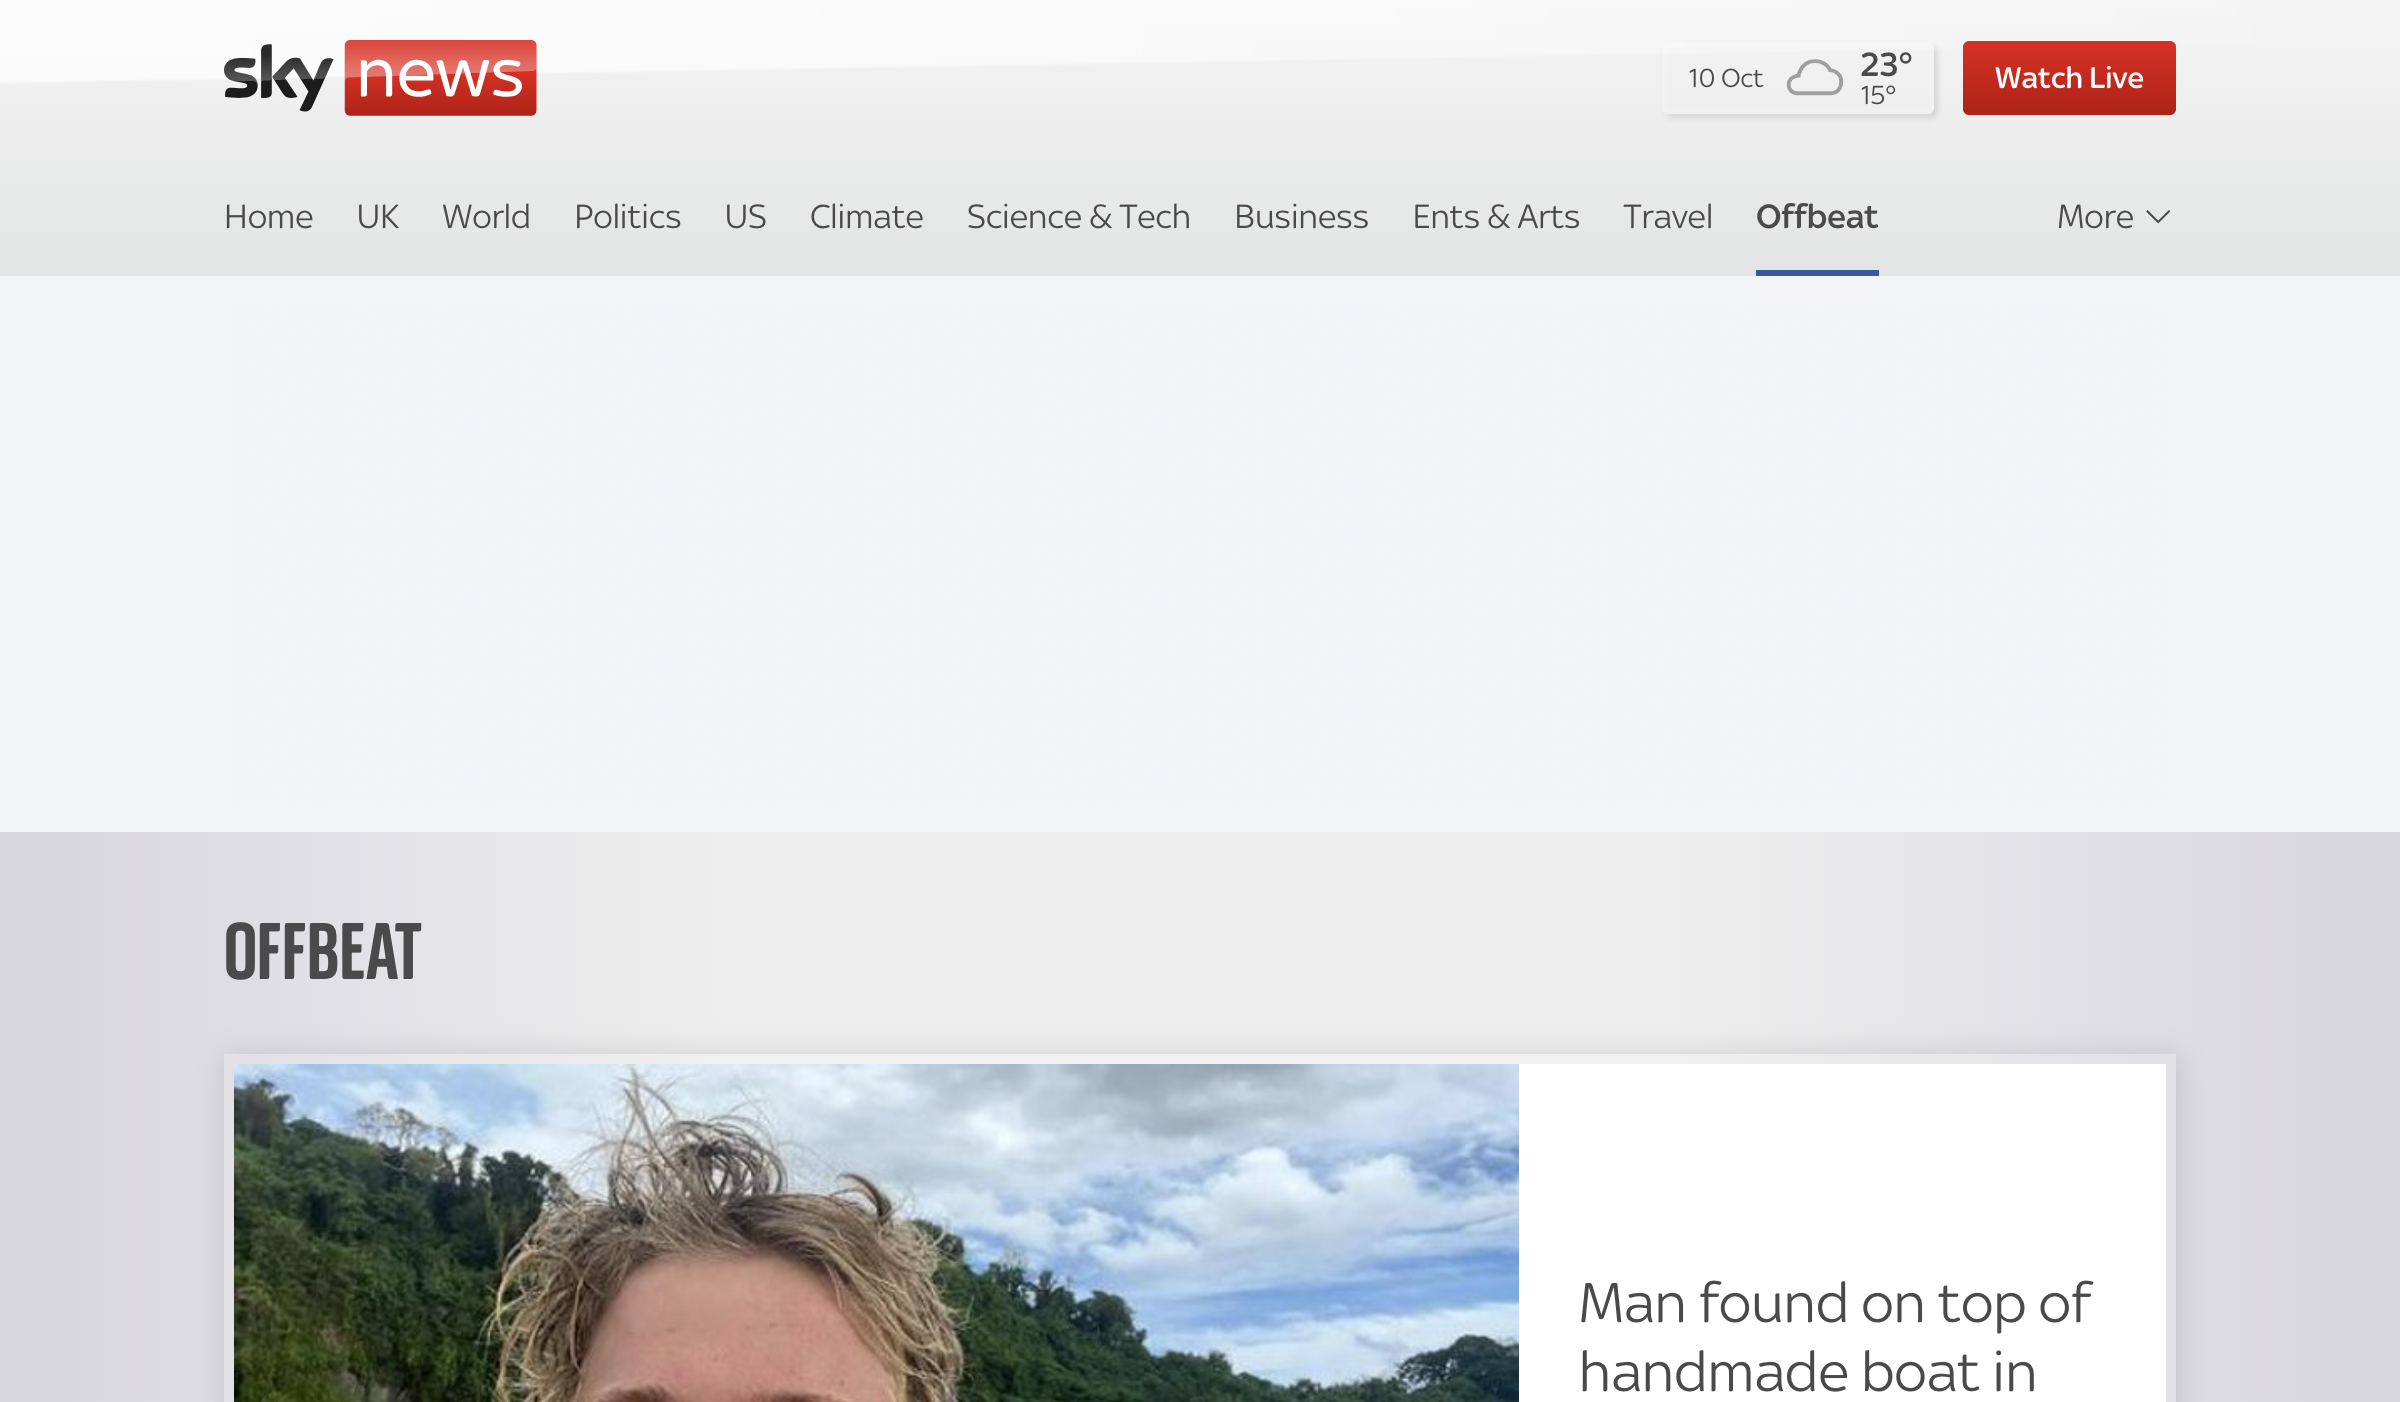 sky news
10 Oct
23°
15°
Watch Live
Home UK World Politics US Climate Science & Tech Business Ents & Arts Travel Offbeat More
OFFBEAT
Man found on top of
handmade boat in